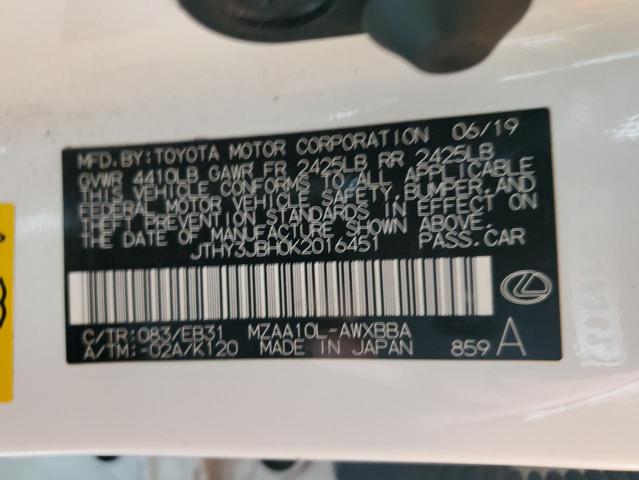 MFD. BY: TOYOTA MOTOR CORPORATION 06/19
GVWR 4410LB GAWR FR 2425LB RR 2425LB
THIS VEHICLE CONFORMS TO ALL APPLICABLE
FEDERAL MOTOR VEHICLE SAFETY, BUMPER, AND
THEFT PREVENTION STANDARDS IN EFFECT ON
THE DATE OF MANUFACTURE SHOWN ABOVE.
JTHY3JBH0K2016451 PASS.CAR
C/TR: 083/EB31 MZAA10L-AWXBBA
A/TM: -02A/K120 MADE IN JAPAN 859 A